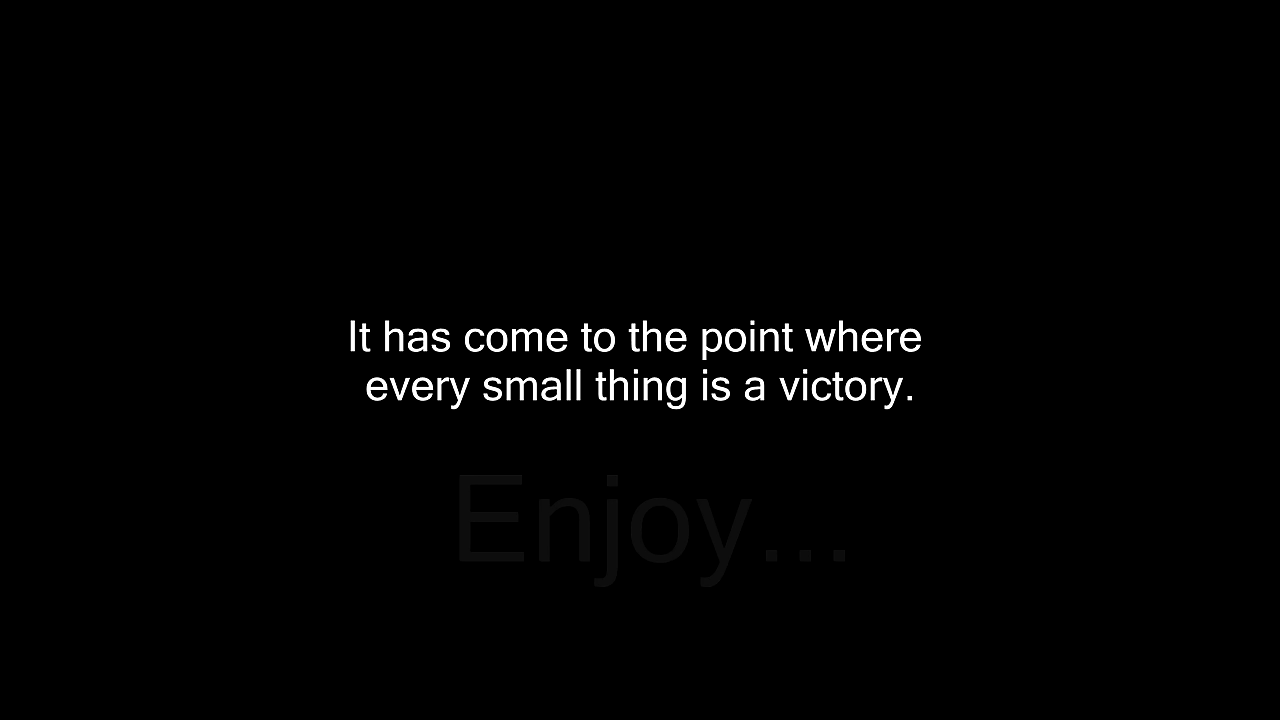 It has come to the point where
every small thing is a victory.
Enjoy...